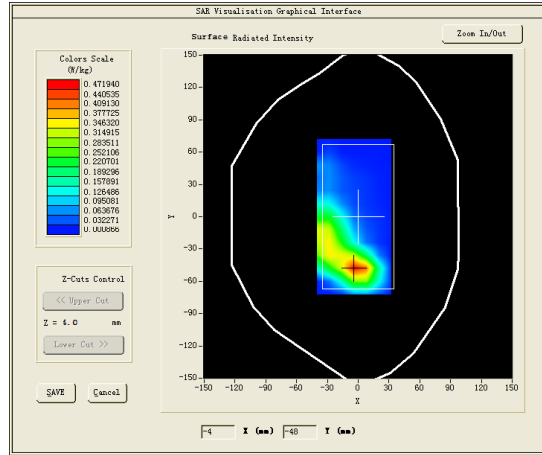 SAR Visualisation Graphical Interface
Surface Radiated Intensity
Zoom In/Out
Colors Scale
(W/kg)
0.471940
0.440535
0.409130
0.377725
0.346320
0.314915
0.283511
0.252106
0.220701
0.189296
0.157891
0.126486
0.095081
0.063676
0.032271
0.000866
Z-Cuts Control
<< Upper Cut
Z = 4.0 mm
Lower Cut >>
SAVE Cancel
150
120
90
60
30
0
-30
-60
-90
-120
-150
Y
-150 -120 -90 -60 -30 0 30 60 90 120 150
X
-4 X (mm) -48 Y (mm)